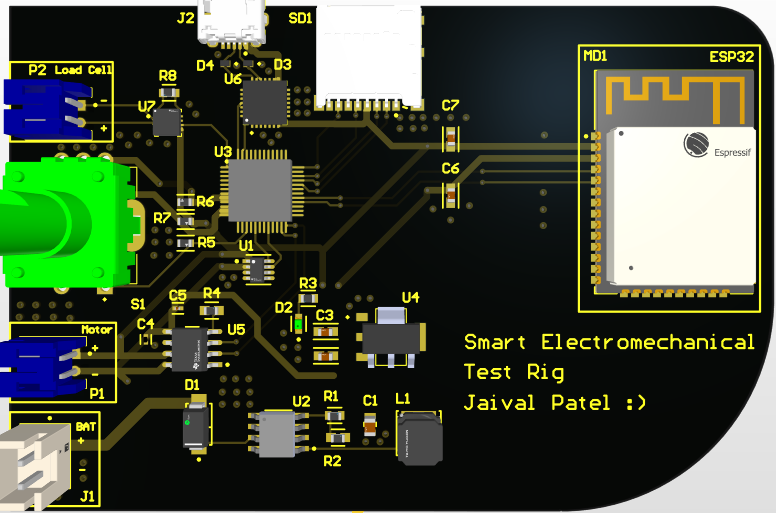 J2
SD1
MD1 ESP32
P2 Load Cell
D4 D3
R8
U6
-
U7
+
C7
U3
Espressif
C6
R6
R7
R5
U1
R3
S1
C5 R4
D2
C3
U4
Motor
C4
U5
+
-
P1
Smart Electromechanical
Test Rig
Jaival Patel :)
D1
U2
R1
C1
L1
BAT
+
R2
-
J1